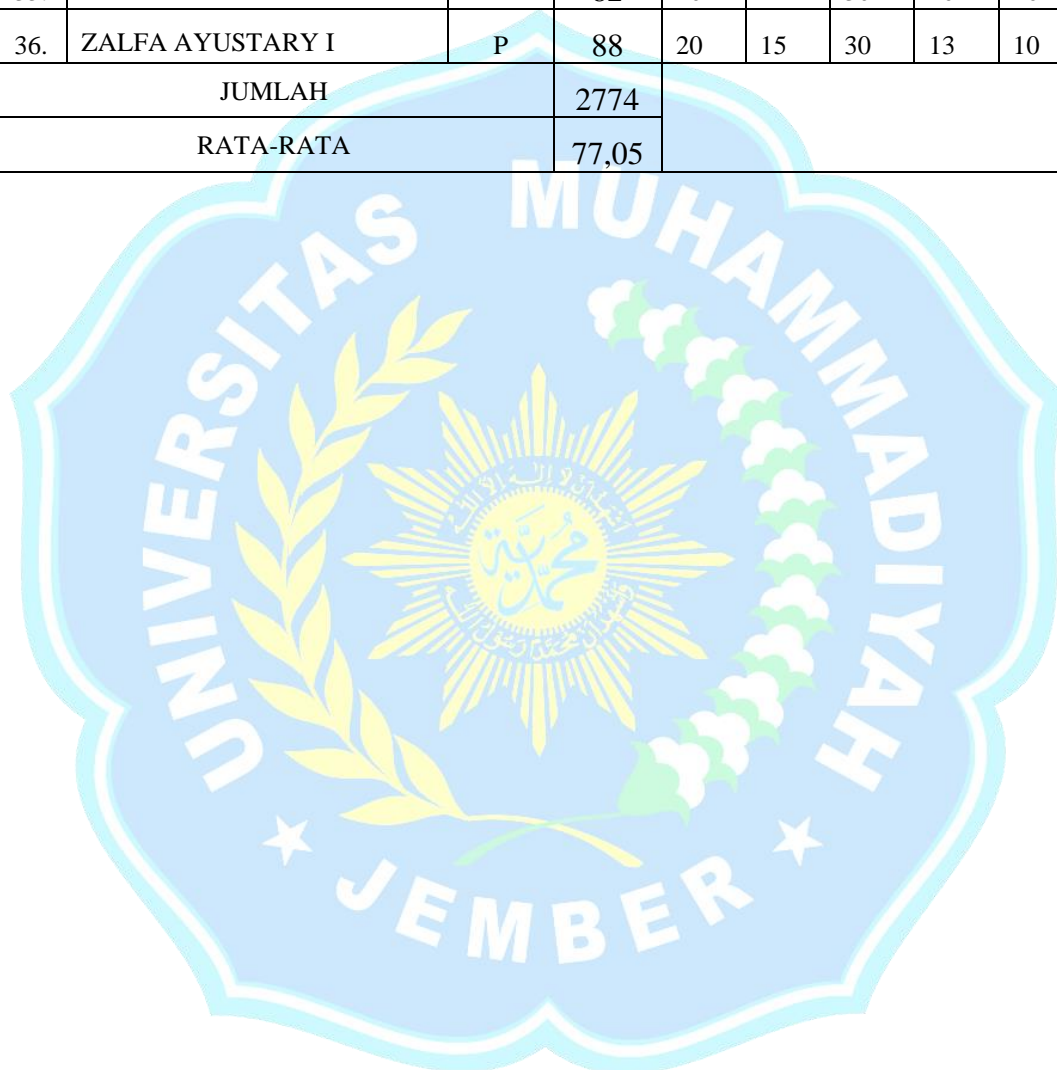 36. ZALFA AYUSTARY I P 88 20 15 30 13 10
JUMLAH 2774
RATA-RATA 77,05
UNIVERSITAS MUHAMMADIYAH
JEMBER